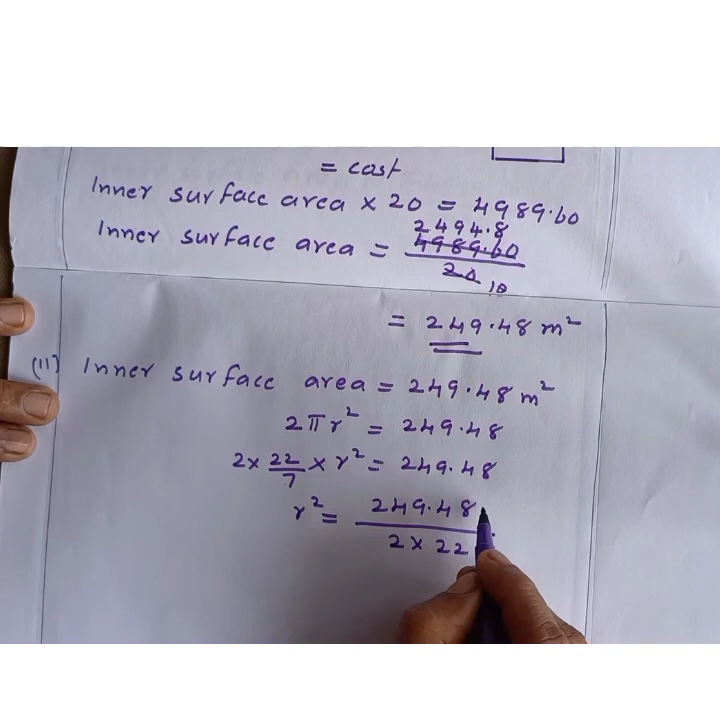 = cost
Inner surface area × 20 = 4989.60
2494.8
Inner surface area = 4989.60
20 10
= 249.48 m²
(ii) Inner surface area = 249.48 m²
2πr² = 249.48
2 × 22/7 × r² = 249.48
r² = 249.48
2 × 22